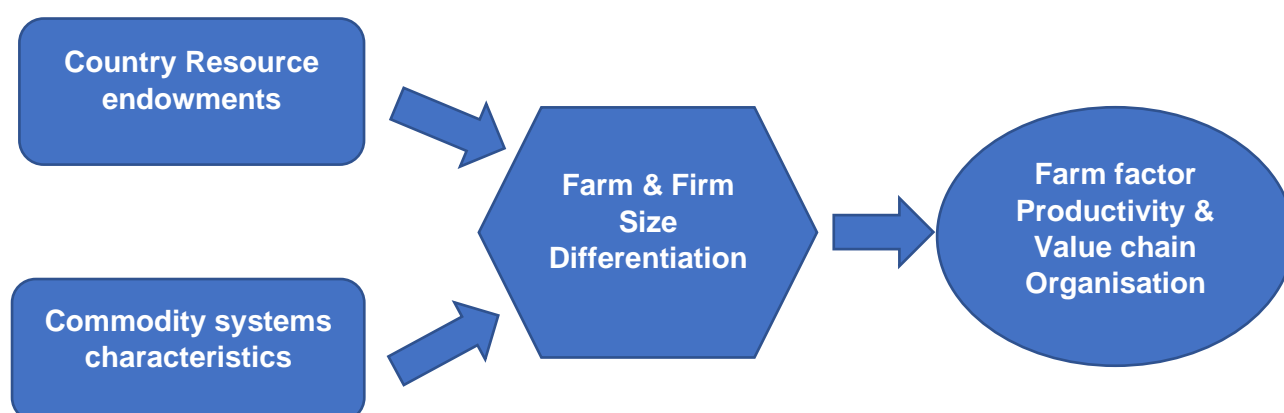 Country Resource
endowments
Farm & Firm
Size
Differentiation
Farm factor
Productivity &
Value chain
Organisation
Commodity systems
characteristics